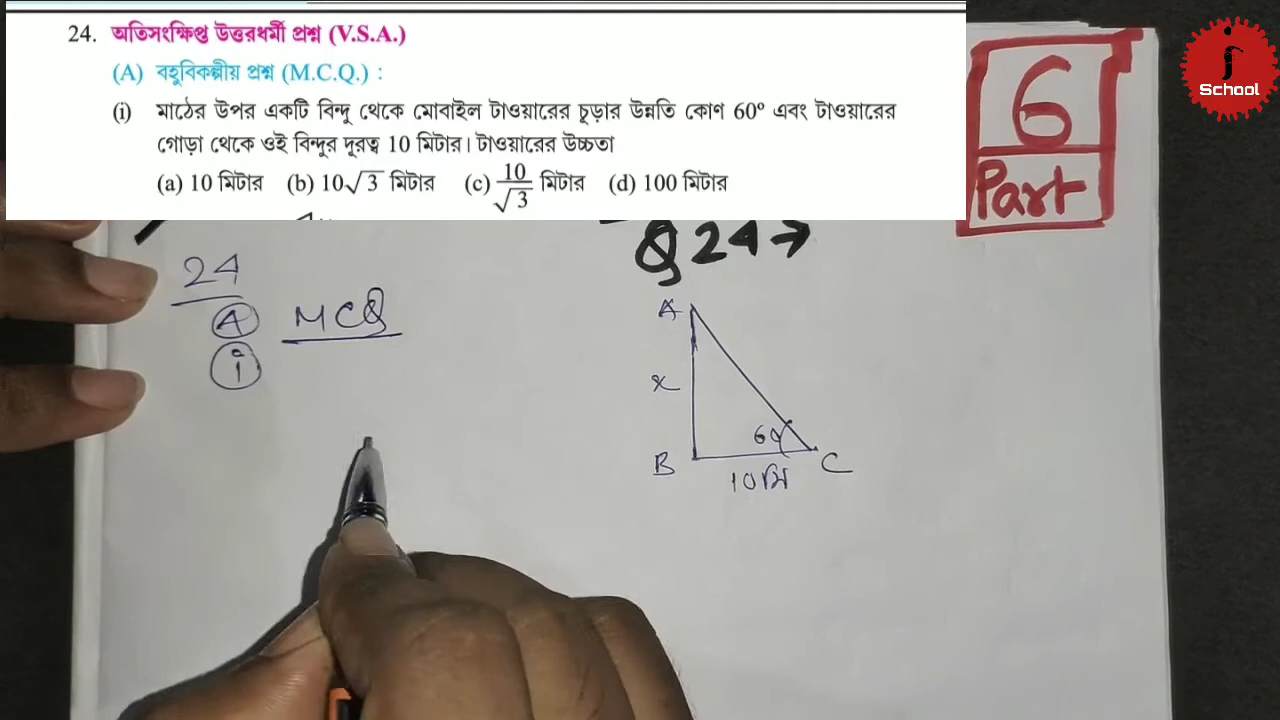 24. অতিসংক্ষিপ্ত উত্তরধর্মী প্রশ্ন (V.S.A.)
(A) বহুবিকল্পীয় প্রশ্ন (M.C.Q.) :
(i) মাঠের উপর একটি বিন্দু থেকে মোবাইল টাওয়ারের চূড়ার উন্নতি কোণ 60° এবং টাওয়ারের
গোড়া থেকে ওই বিন্দুর দূরত্ব 10 মিটার। টাওয়ারের উচ্চতা
(a) 10 মিটার (b) 10√3 মিটার (c) 10/√3 মিটার (d) 100 মিটার
6
Part
i
School
Q 24→
24
A MCQ
i
A
x
60
B C
10মি